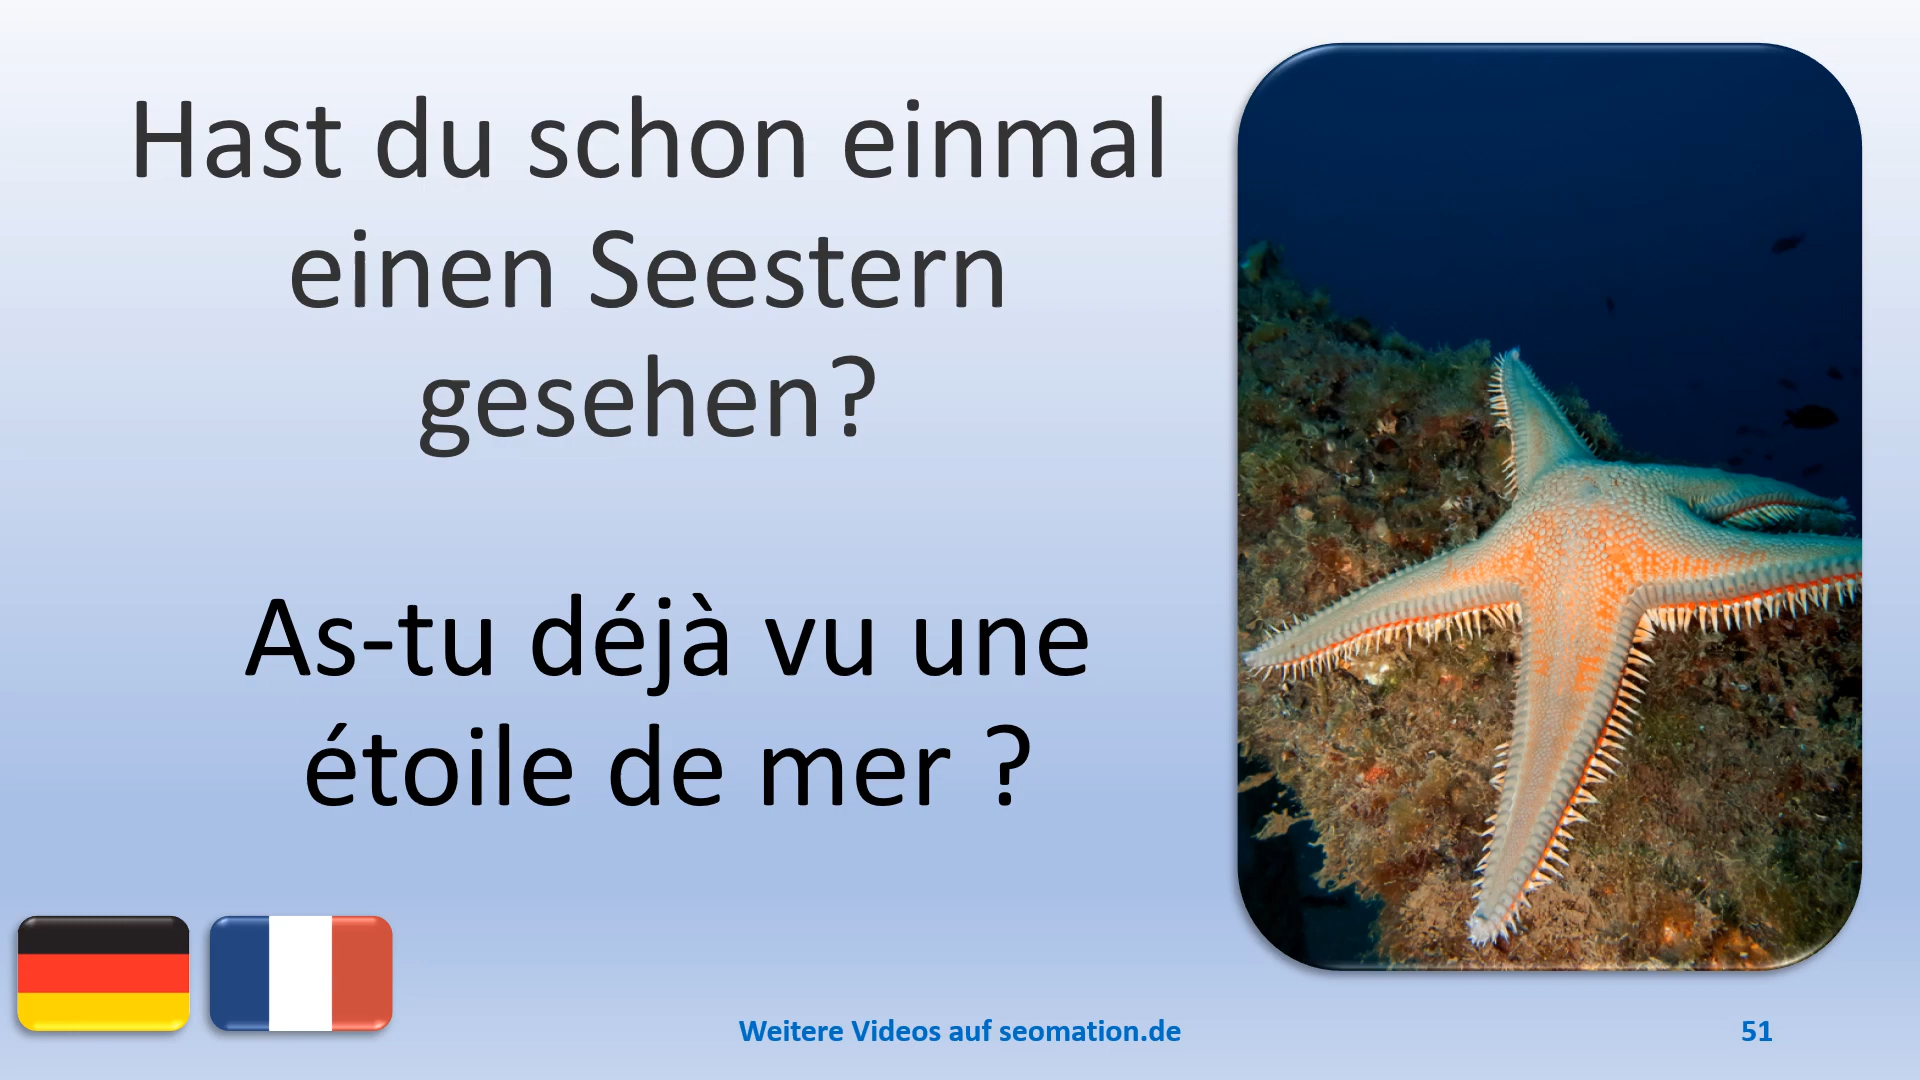 Hast du schon einmal
einen Seestern
gesehen?
As-tu déjà vu une
étoile de mer ?
Weitere Videos auf seomation.de
51